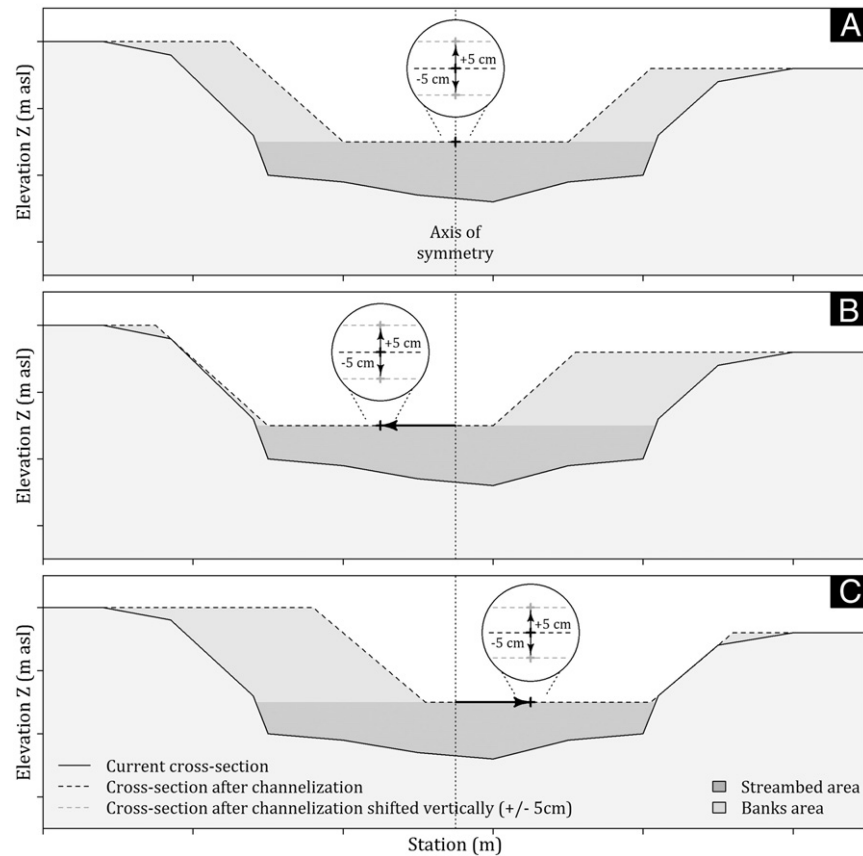 A
Elevation Z (m asl)
+5 cm
-5 cm
Axis of
symmetry
B
Elevation Z (m asl)
+5 cm
-5 cm
C
Elevation Z (m asl)
+5 cm
-5 cm
Current cross-section
Cross-section after channelization
Cross-section after channelization shifted vertically (+/- 5cm)
Streambed area
Banks area
Station (m)